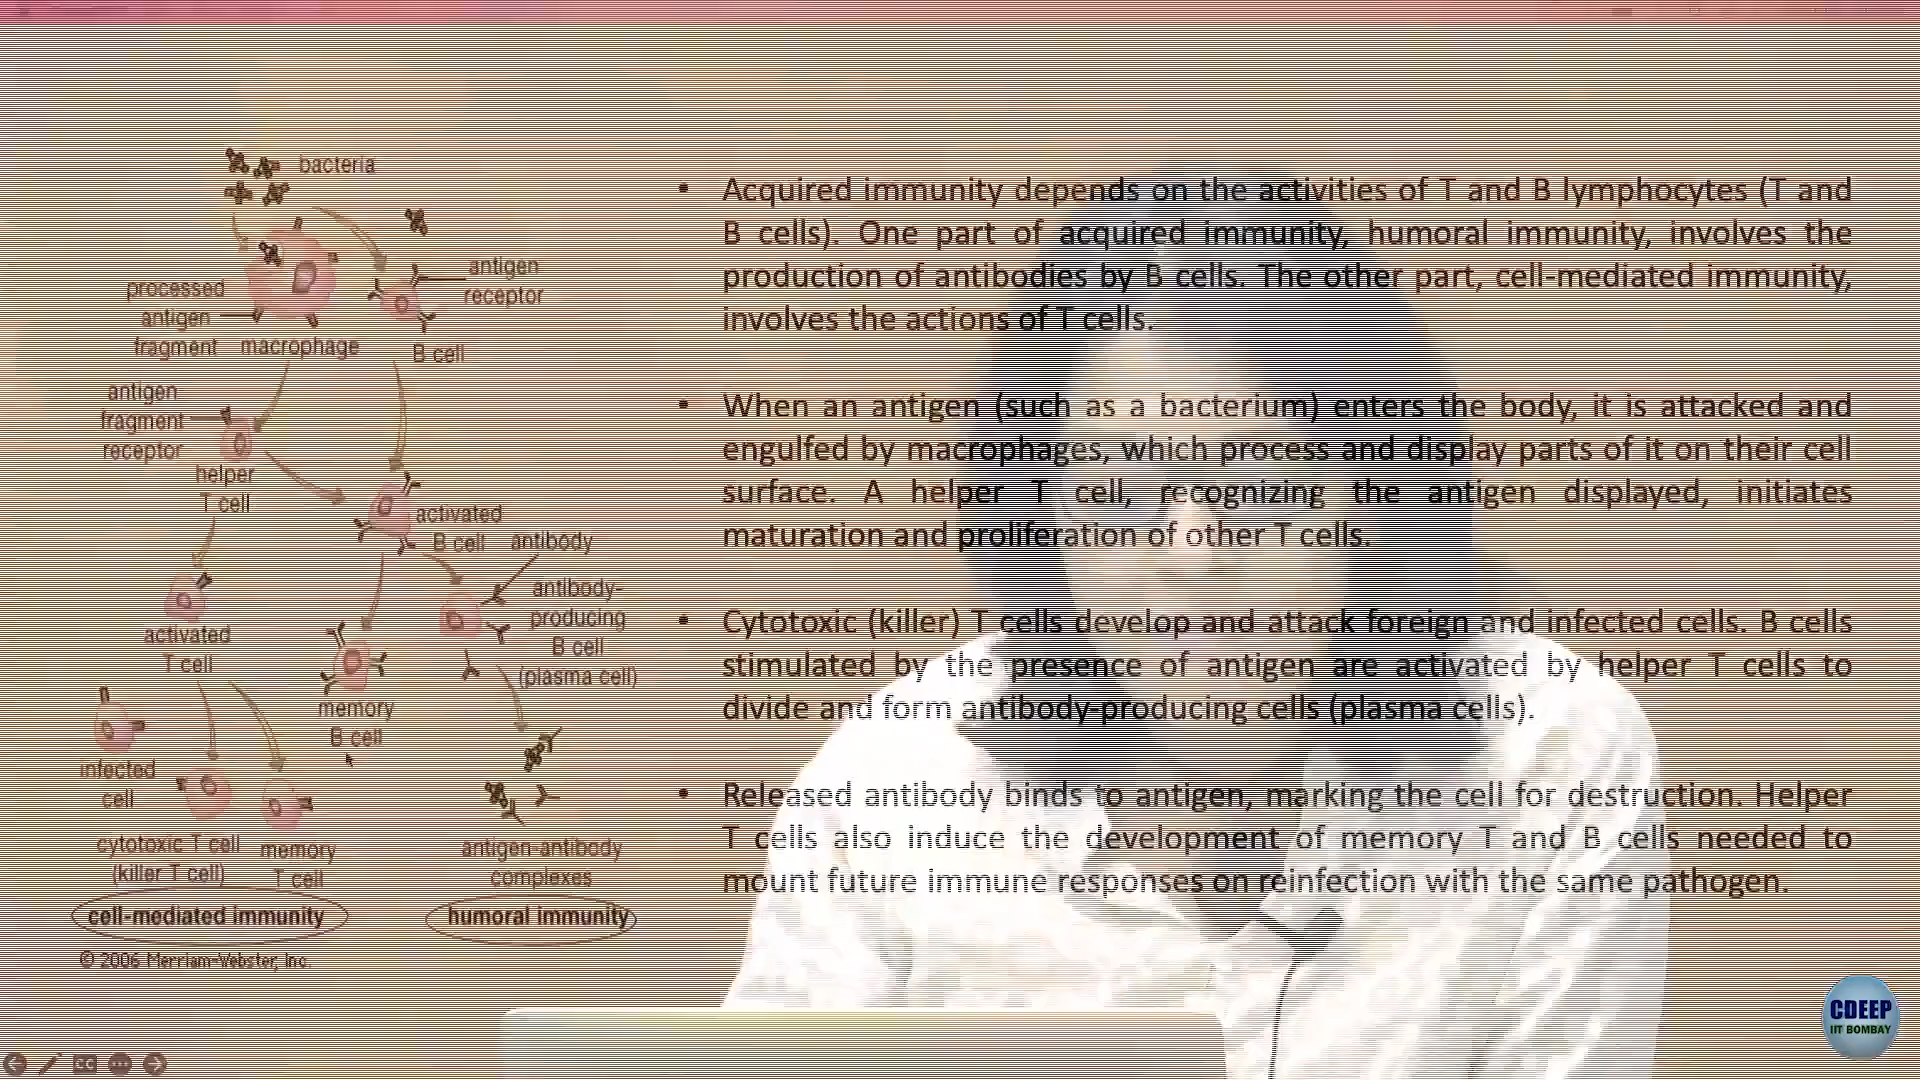 bacteria
antigen
receptor
processed
antigen
fragment
macrophage
B cell
antigen
fragment
receptor
helper
T cell
activated
B cell
antibody
antibody-
producing
B cell
(plasma cell)
activated
T cell
memory
B cell
infected
cell
cytotoxic T cell
(killer T cell)
memory
T cell
antigen-antibody
complexes
cell-mediated immunity
humoral immunity
© 2006 Merriam-Webster, Inc.
• Acquired immunity depends on the activities of T and B lymphocytes (T and
B cells). One part of acquired immunity, humoral immunity, involves the
production of antibodies by B cells. The other part, cell-mediated immunity,
involves the actions of T cells.
• When an antigen (such as a bacterium) enters the body, it is attacked and
engulfed by macrophages, which process and display parts of it on their cell
surface. A helper T cell, recognizing the antigen displayed, initiates
maturation and proliferation of other T cells.
• Cytotoxic (killer) T cells develop and attack foreign and infected cells. B cells
stimulated by the presence of antigen are activated by helper T cells to
divide and form antibody-producing cells (plasma cells).
• Released antibody binds to antigen, marking the cell for destruction. Helper
T cells also induce the development of memory T and B cells needed to
mount future immune responses on reinfection with the same pathogen.
CDEEP
IIT BOMBAY
CC